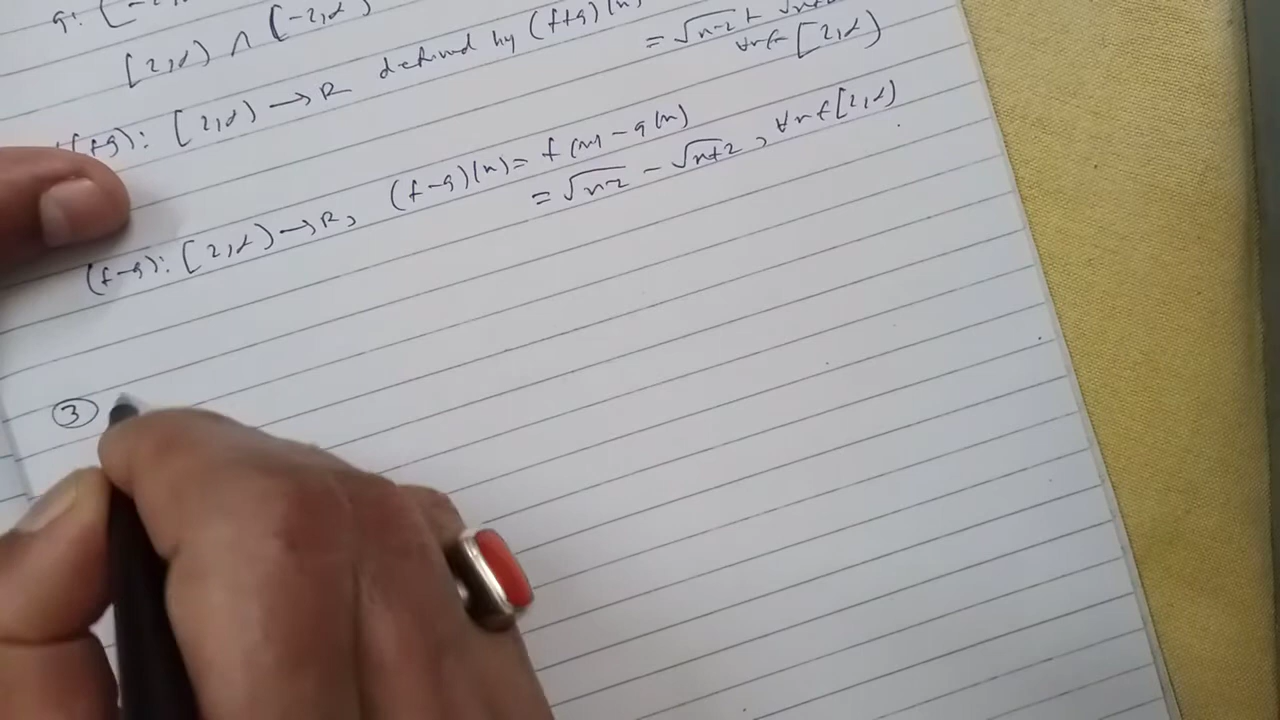 g: [-2,
[2,∝) ∩ [-2,∝)
(f+g): [2,∝) → R defined by (f+g)(x)
= √x-2 +
∀x∈[2,∝)
(f-g): [2,∝) → R, (f-g)(x) = f(x) - g(x)
= √x-2 - √x+2, ∀x∈[2,∝)
③